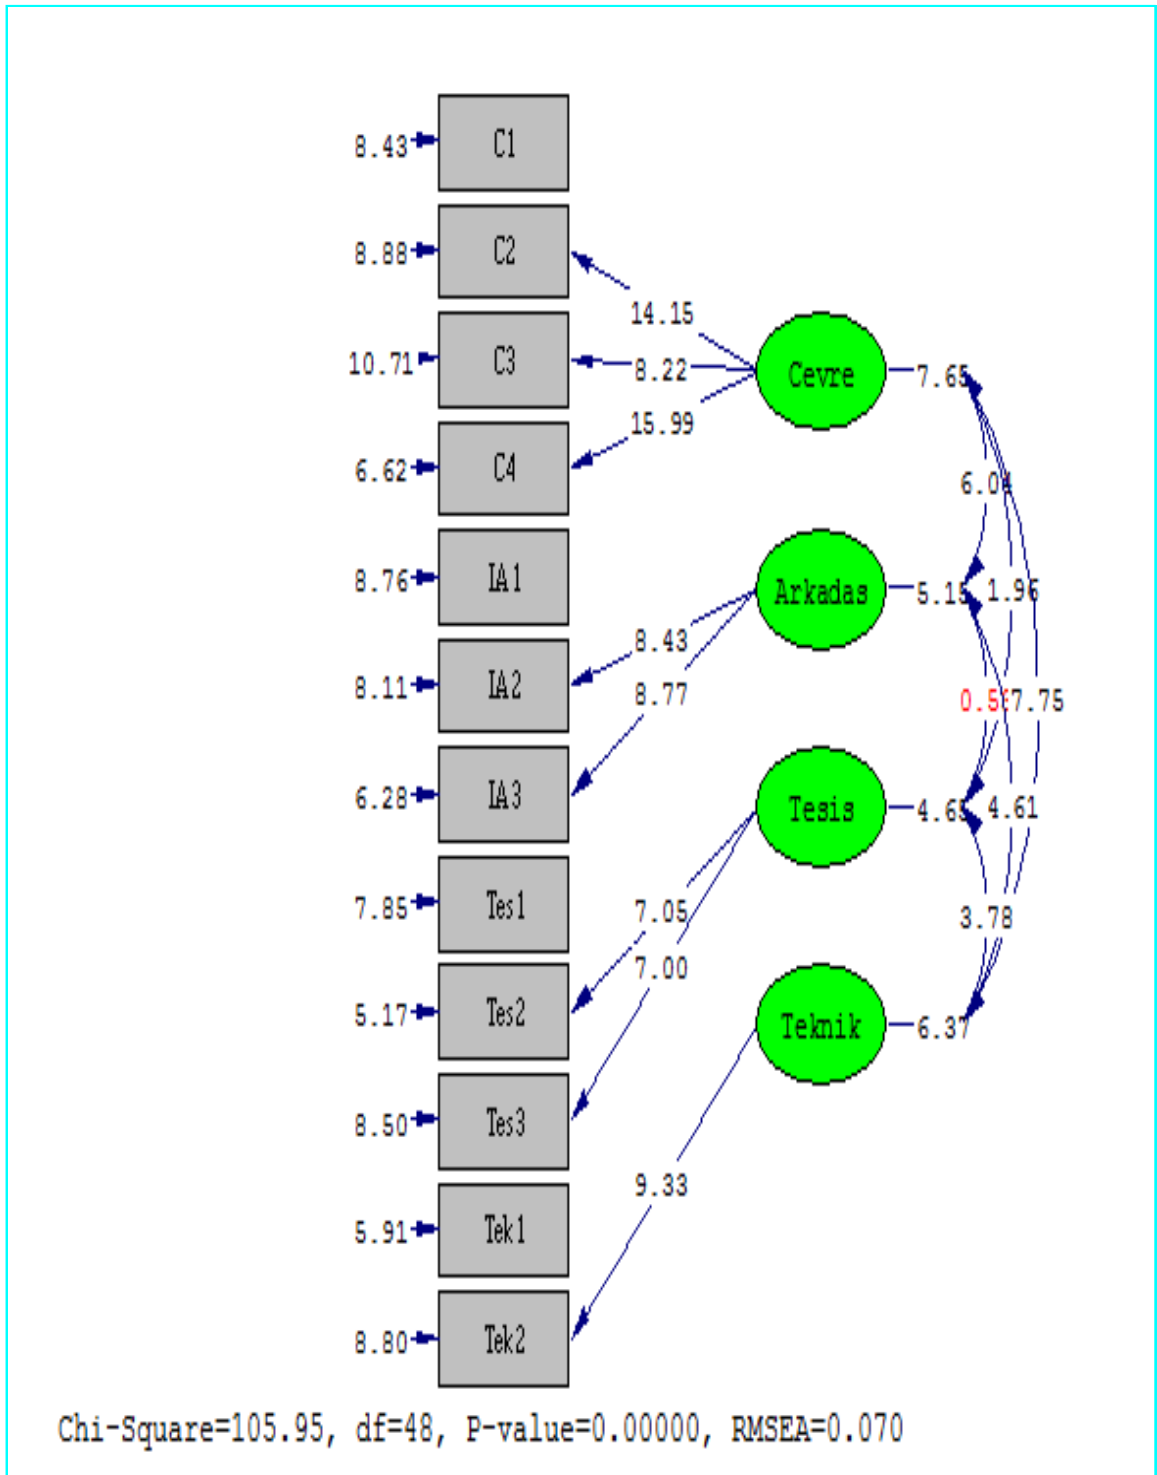 8.43 C1
8.88 C2
14.15
10.71 C3 8.22 Cevre 7.65
15.99
6.62 C4
6.04
8.76 IA1 Arkadas 5.15 1.96
8.43
8.11 IA2
8.77 7.75
6.28 IA3 Tesis 4.61
7.85 Tes1 7.05 3.78
7.00
5.17 Tes2 Teknik 6.37
8.50 Tes3
9.33
5.91 Tek1
8.80 Tek2
Chi-Square=105.95, df=48, P-value=0.00000, RMSEA=0.070